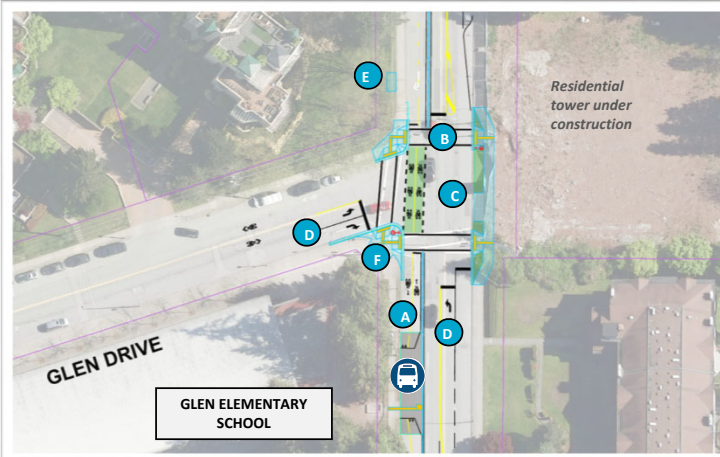 E
Residential
tower under
construction
B
C
D
F
A
D
GLEN DRIVE
GLEN ELEMENTARY
SCHOOL